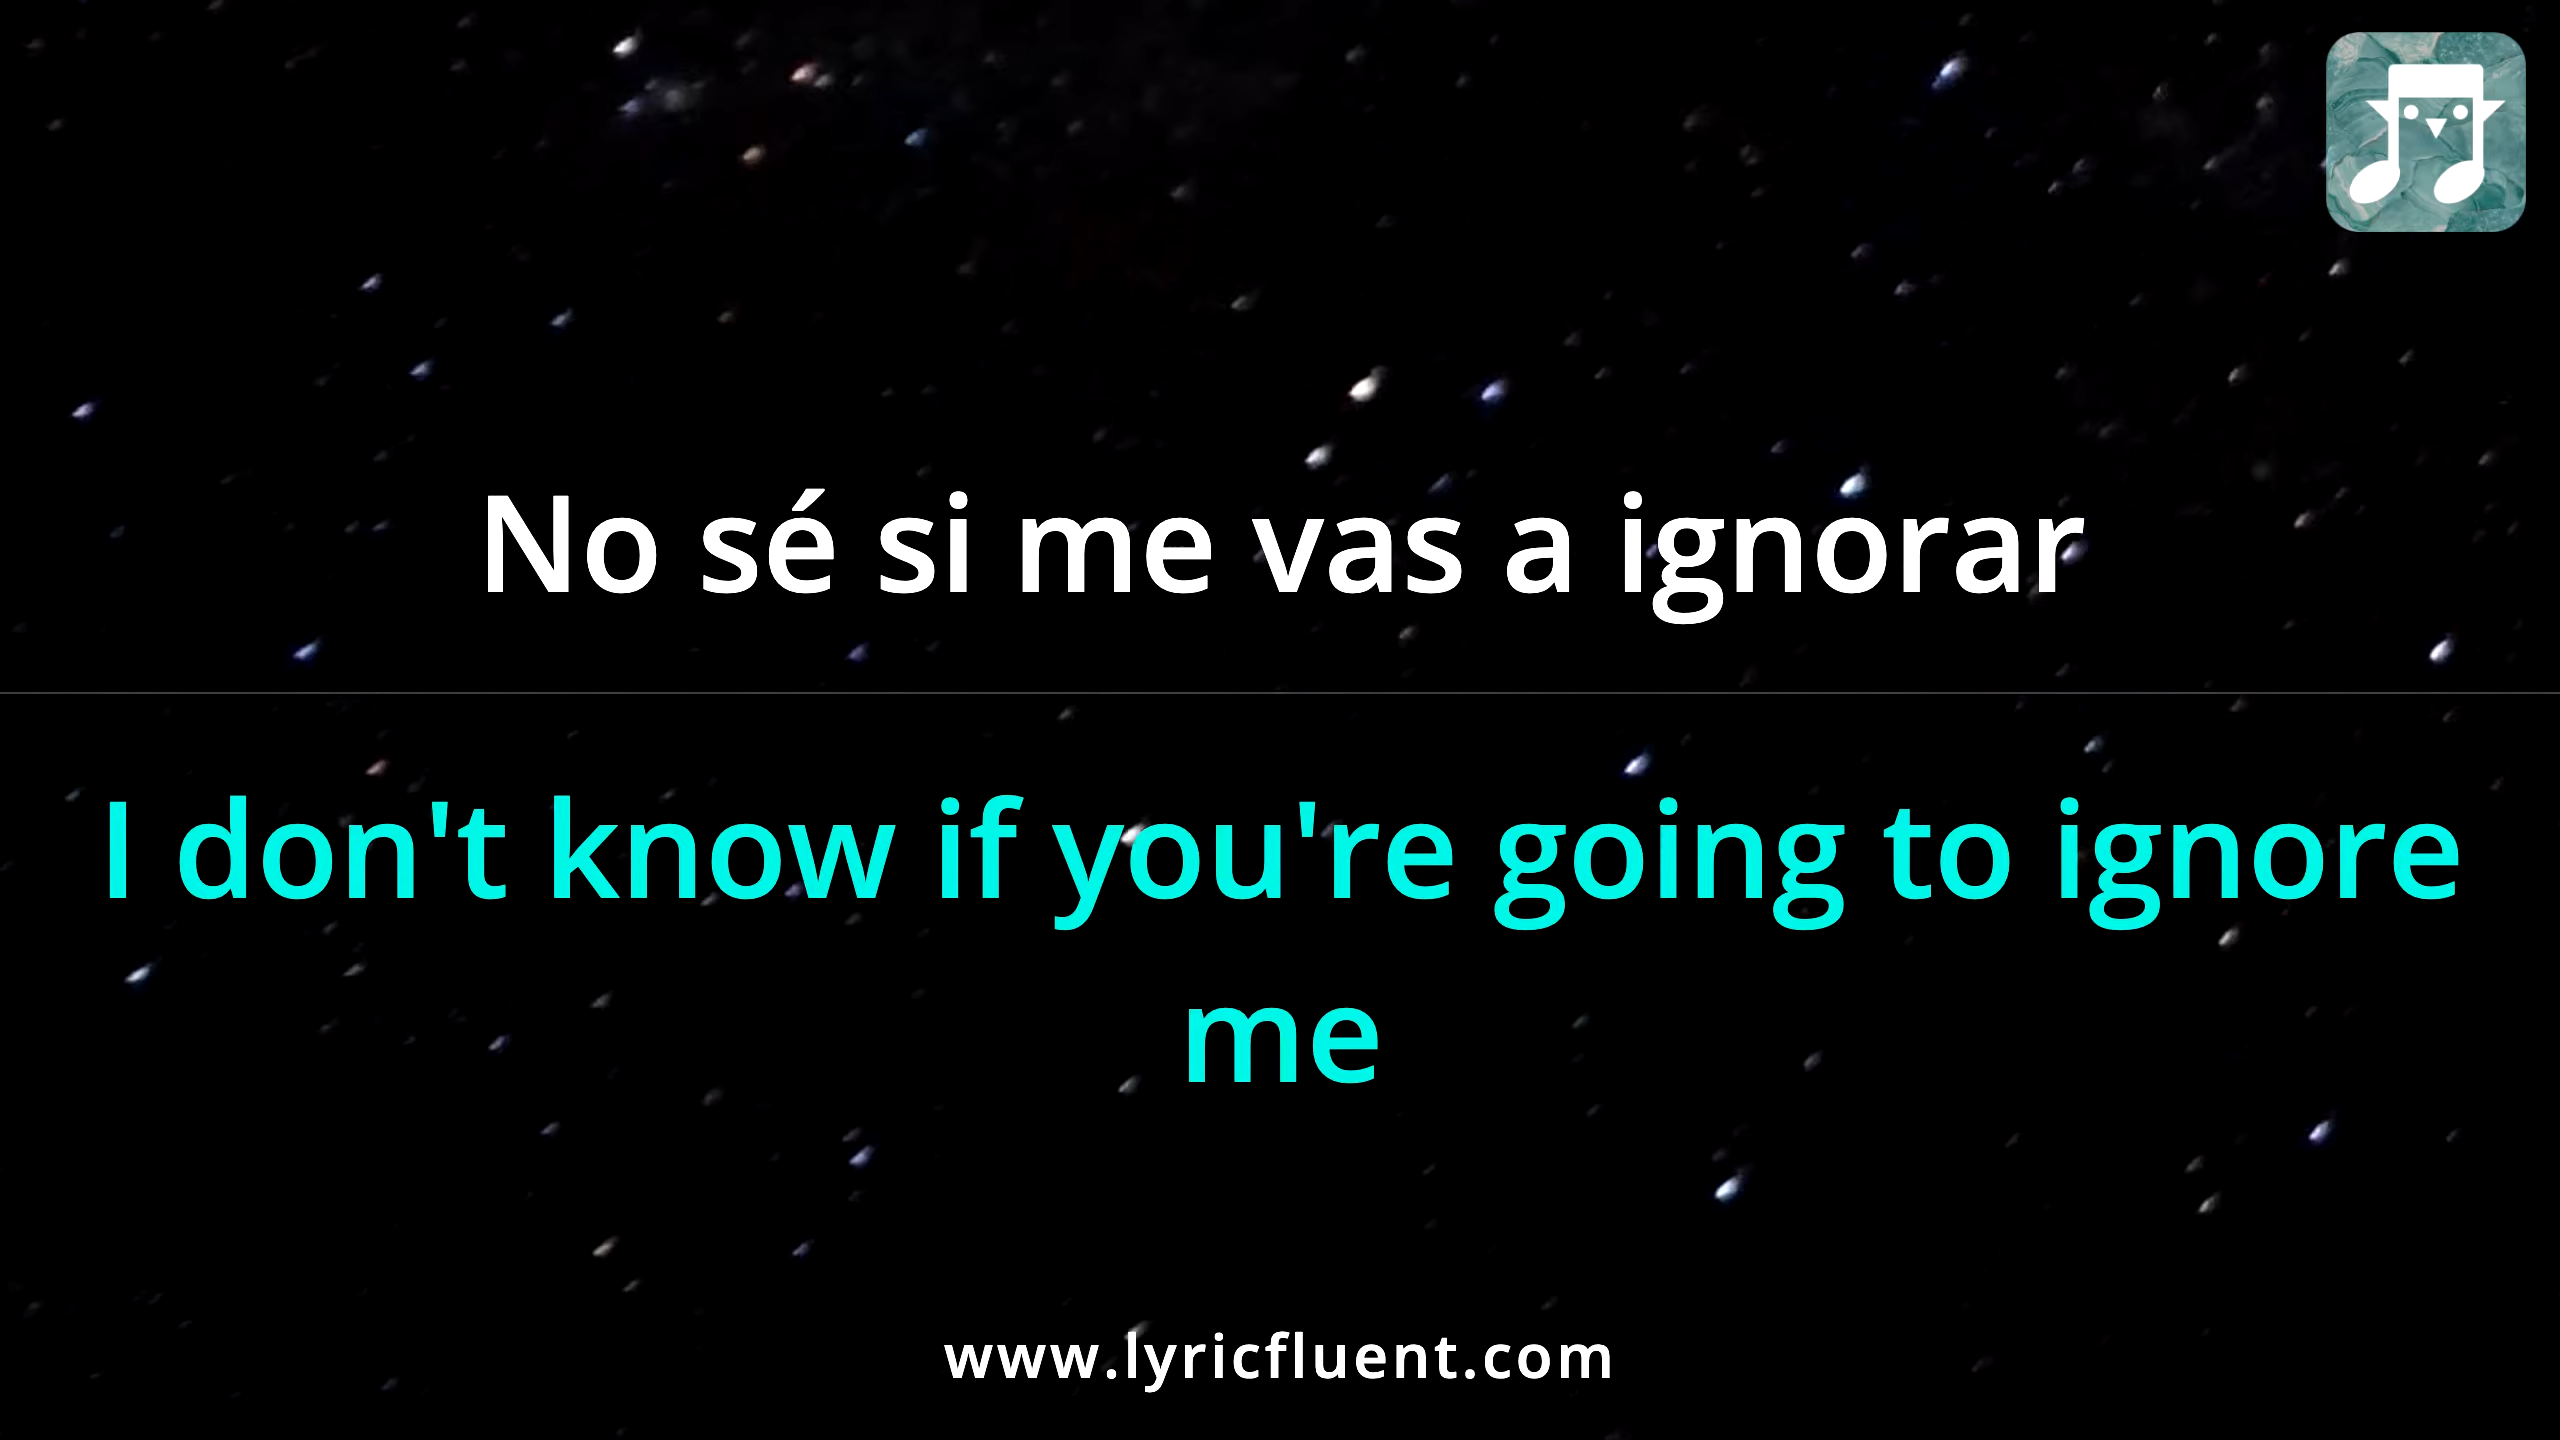 No sé si me vas a ignorar
I don't know if you're going to ignore
me
www.lyricfluent.com